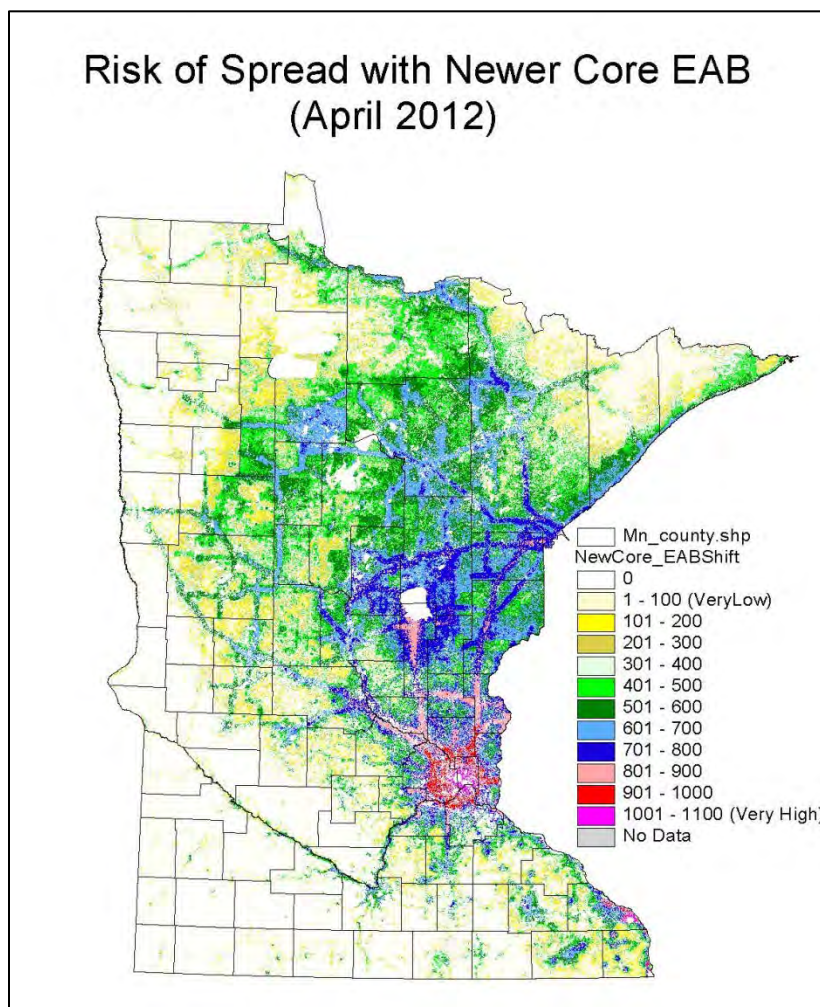 Risk of Spread with Newer Core EAB
(April 2012)
Mn_county.shp
NewCore_EABShift
0
1 - 100 (VeryLow)
101 - 200
201 - 300
301 - 400
401 - 500
501 - 600
601 - 700
701 - 800
801 - 900
901 - 1000
1001 - 1100 (Very High)
No Data